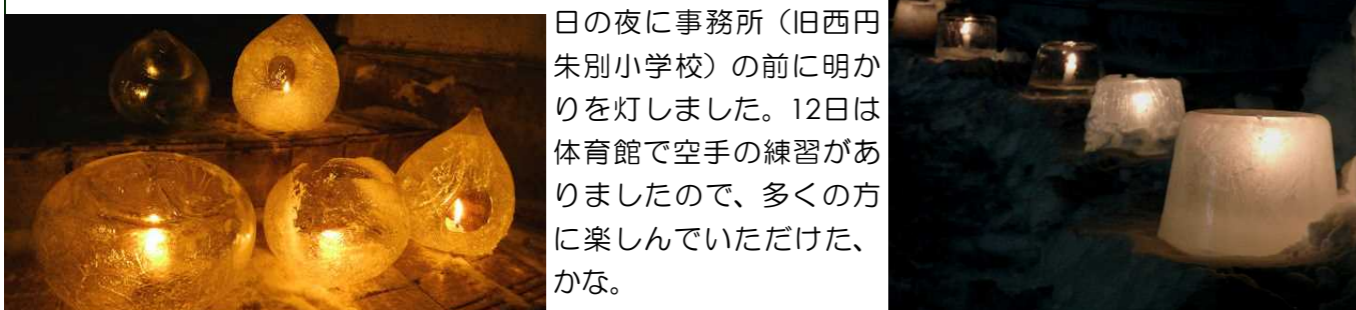 日の夜に事務所（旧西円
朱別小学校）の前に明か
りを灯しました。12日は
体育館で空手の練習があ
りましたので、多くの方
に楽しんでいただけた、
かな。